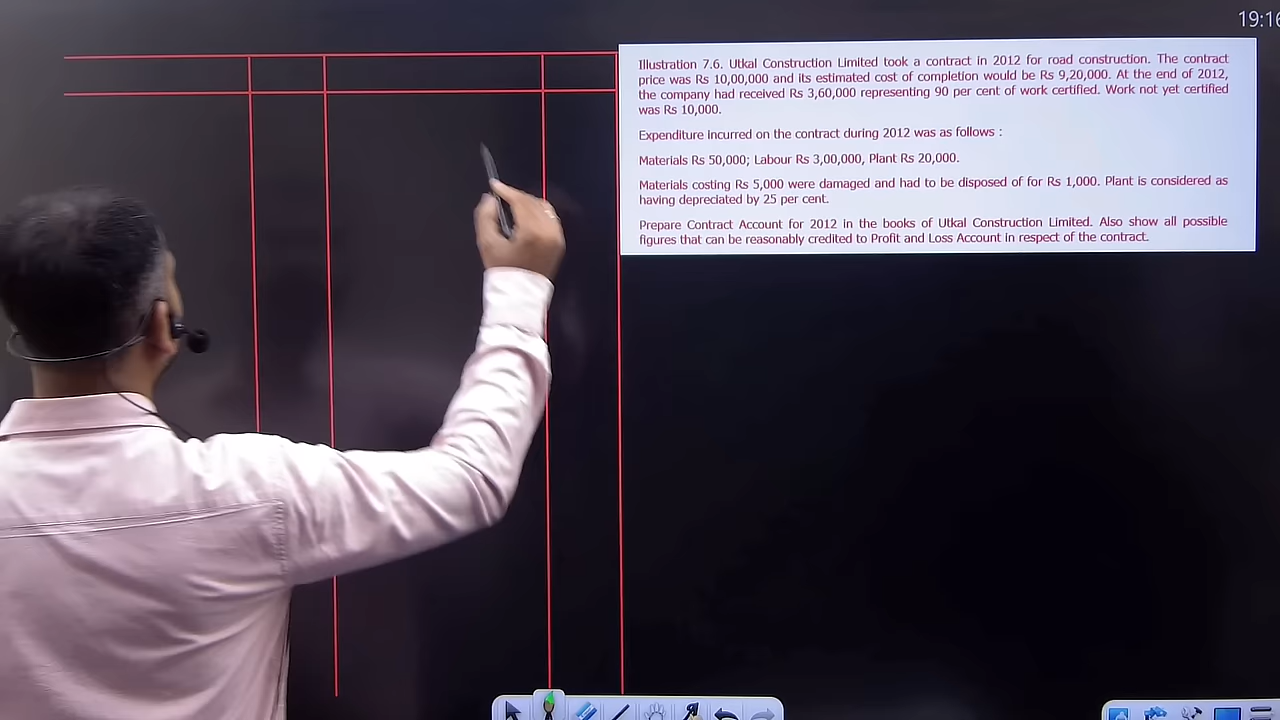 19:16
Illustration 7.6. Utkal Construction Limited took a contract in 2012 for road construction. The contract
price was Rs 10,00,000 and its estimated cost of completion would be Rs 9,20,000. At the end of 2012,
the company had received Rs 3,60,000 representing 90 per cent of work certified. Work not yet certified
was Rs 10,000.
Expenditure incurred on the contract during 2012 was as follows :
Materials Rs 50,000; Labour Rs 3,00,000, Plant Rs 20,000.
Materials costing Rs 5,000 were damaged and had to be disposed of for Rs 1,000. Plant is considered as
having depreciated by 25 per cent.
Prepare Contract Account for 2012 in the books of Utkal Construction Limited. Also show all possible
figures that can be reasonably credited to Profit and Loss Account in respect of the contract.